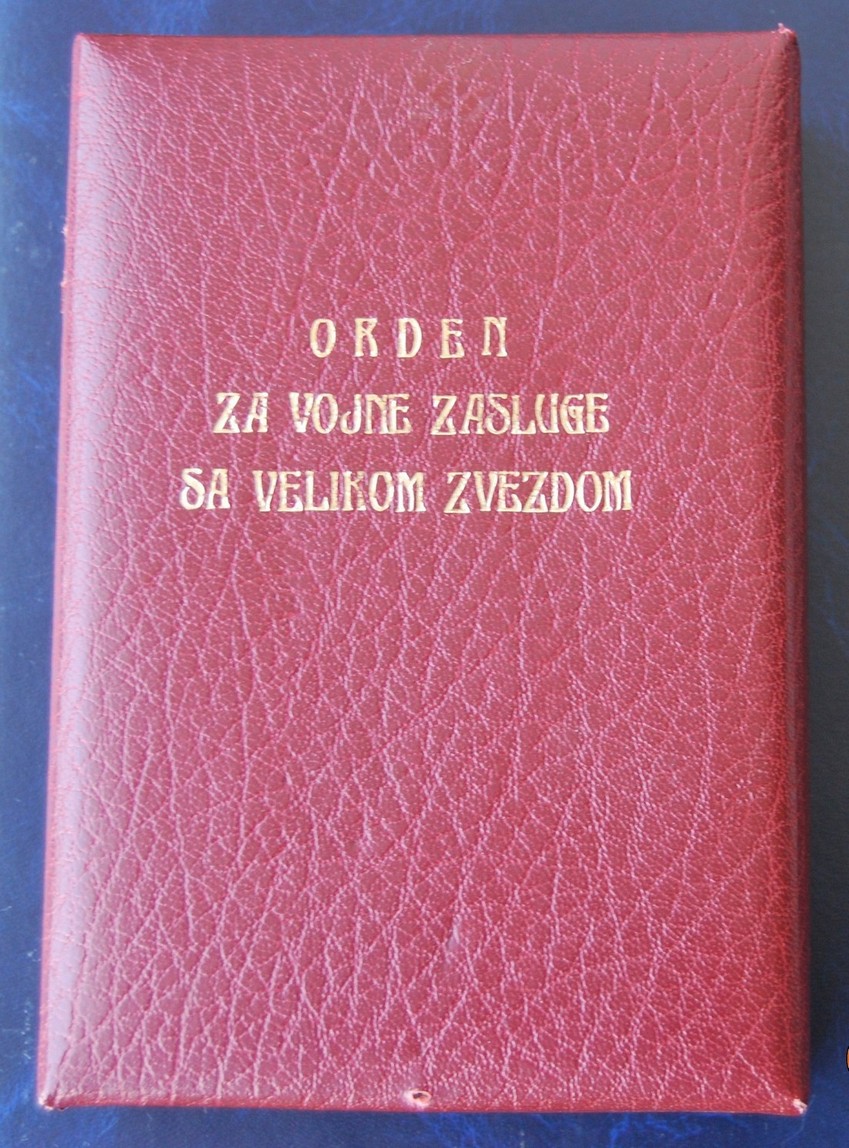 ORDEN
ZA VOJNE ZASLUGE
SA VELIKOM ZVEZDOM